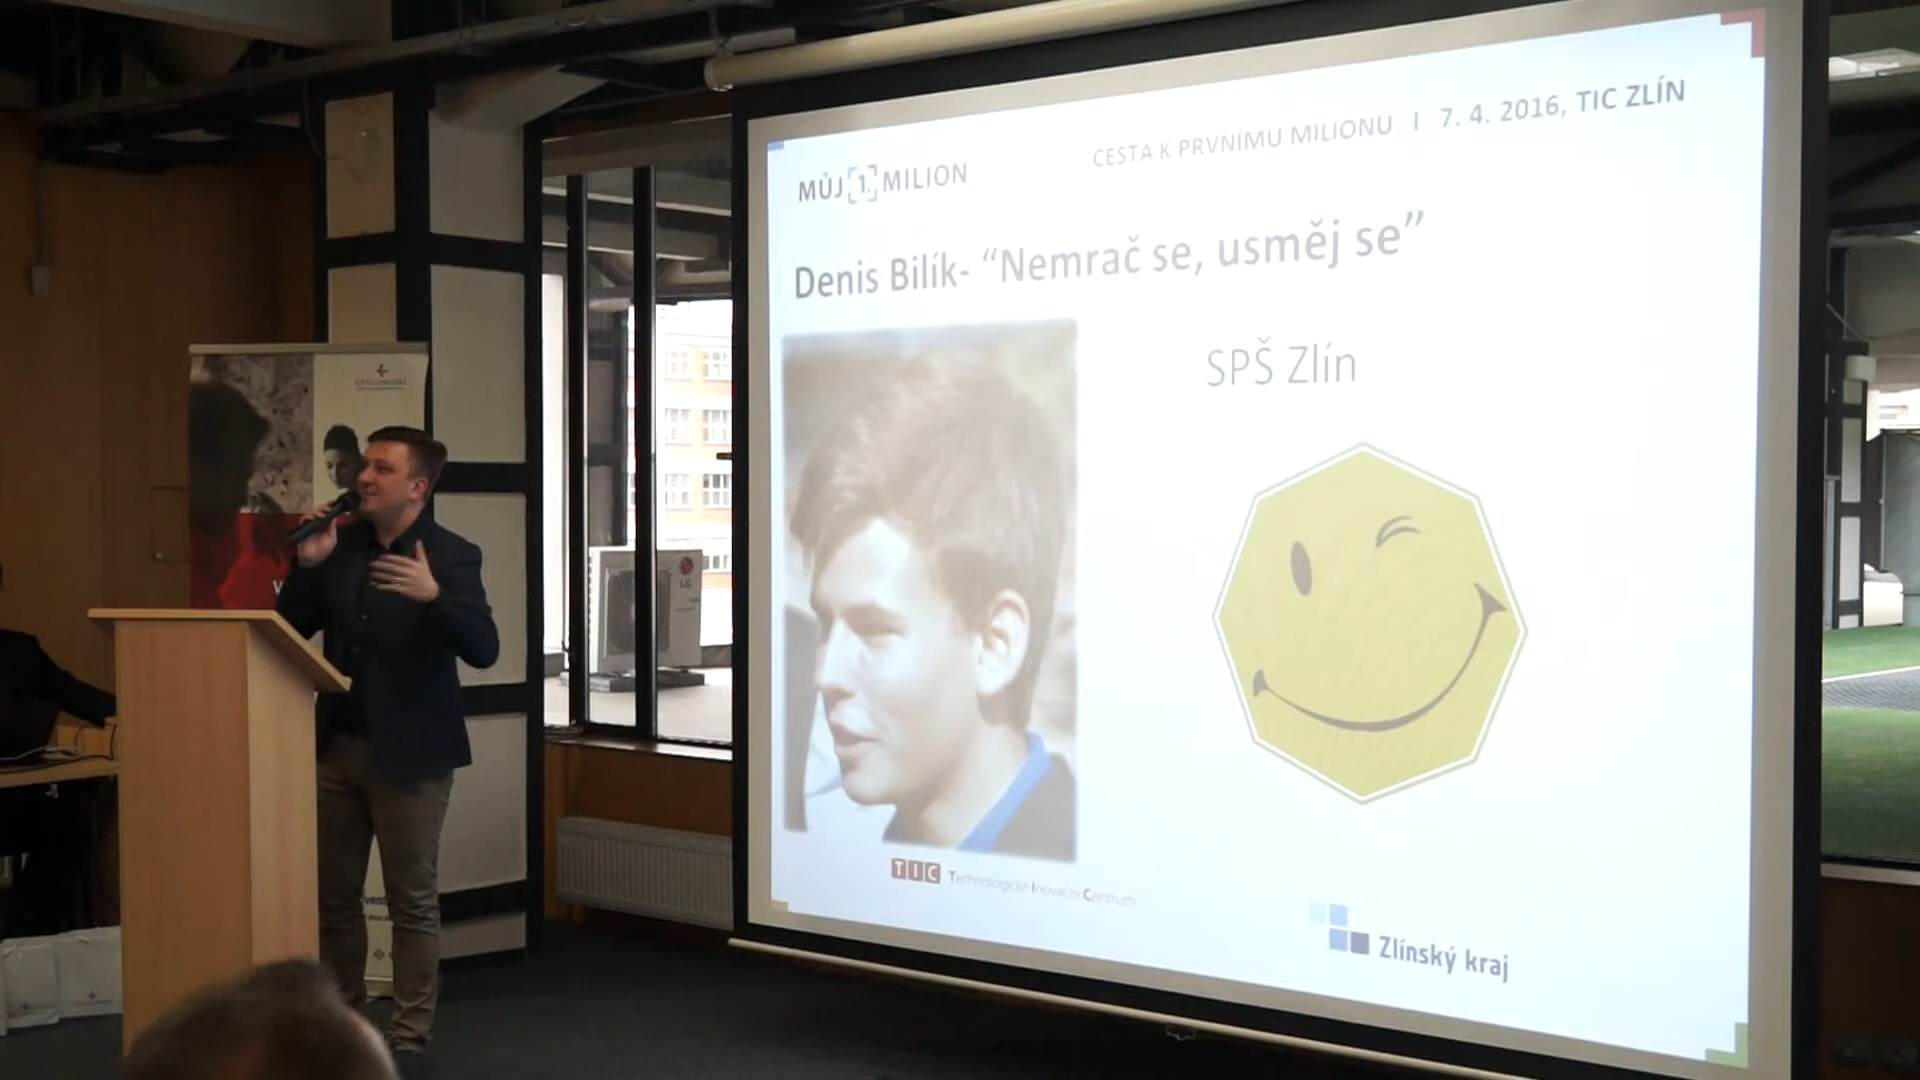 MŮJ 1. MILION
CESTA K PRVNÍMU MILIONU | 7. 4. 2016, TIC ZLÍN
Denis Bilík- “Nemrač se, usměj se”
SPŠ Zlín
TIC Technologické Inovační Centrum
Zlínský kraj
LG